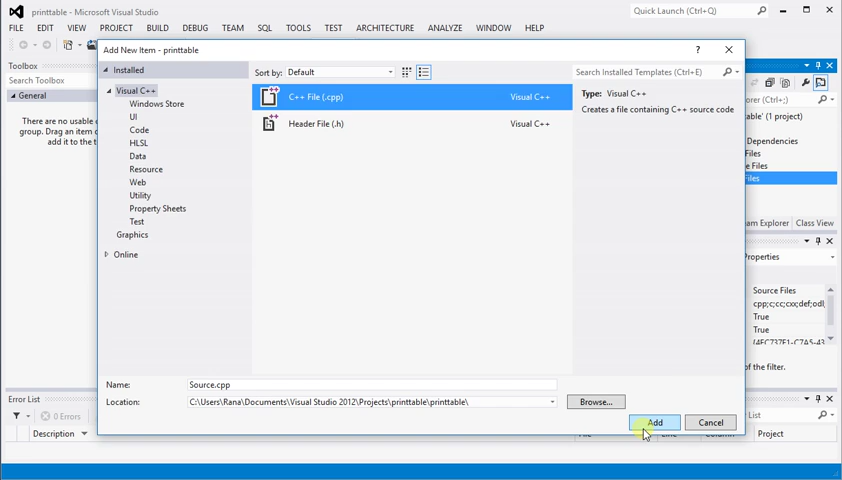 printtable - Microsoft Visual Studio
Quick Launch (Ctrl+Q)
FILE EDIT VIEW PROJECT BUILD DEBUG TEAM SQL TOOLS TEST ARCHITECTURE ANALYZE WINDOW HELP
Toolbox
Search Toolbox
General
There are no usable c
group. Drag an item o
add it to the t
Add New Item - printtable
Installed
Visual C++
Windows Store
UI
Code
HLSL
Data
Resource
Web
Utility
Property Sheets
Test
Graphics
Online
Sort by: Default
C++ File (.cpp) Visual C++
Header File (.h) Visual C++
Search Installed Templates (Ctrl+E)
Type: Visual C++
Creates a file containing C++ source code
Name: Source.cpp
Location: C:\Users\Rana\Documents\Visual Studio 2012\Projects\printtable\printtable\
Browse...
Add
Cancel
orer (Ctrl+;)
table' (1 project)
Dependencies
Files
e Files
Files
am Explorer Class View
Properties
Source Files
cpp;c;cc;cxx;def;odl;
True
True
{4FC737F1-C7A5-43
of the filter.
Error List
0 Errors
List
Description
Project